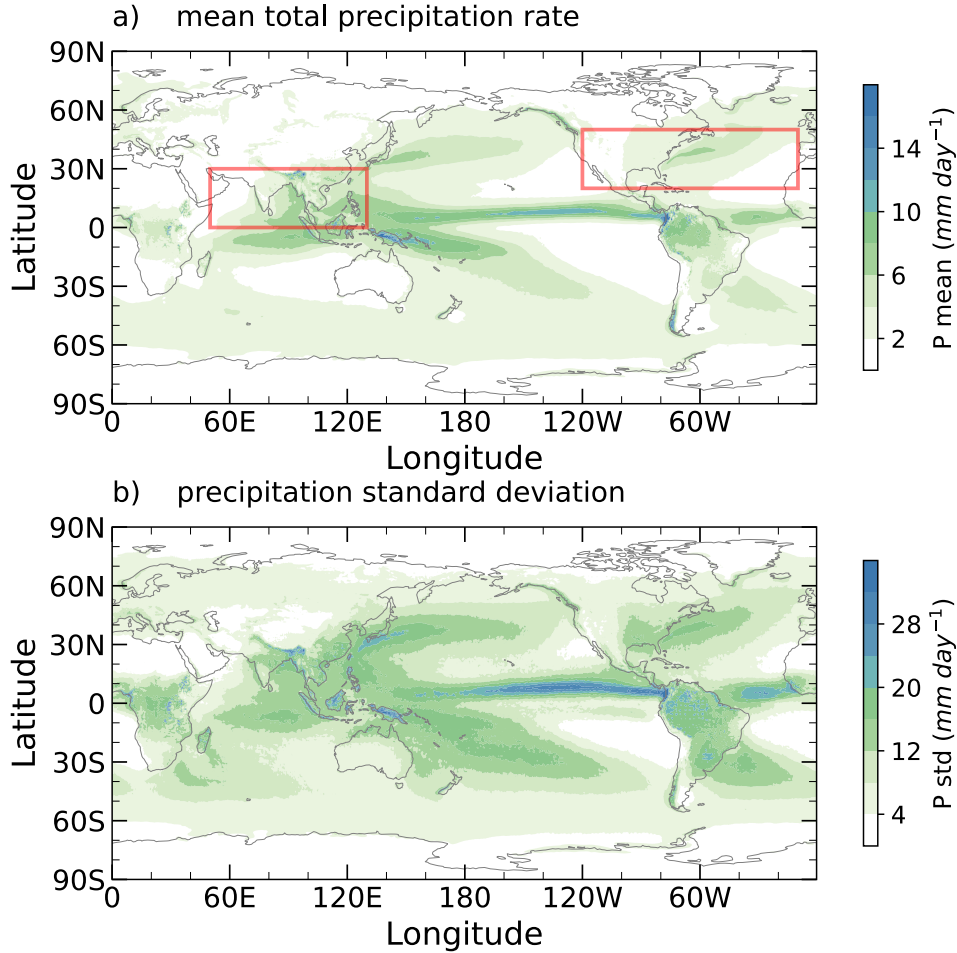 a) mean total precipitation rate
90N
60N
30N
0
30S
60S
90S
Latitude
0 60E 120E 180 120W 60W
Longitude
14
10
6
2
P mean (mm day⁻¹)
b) precipitation standard deviation
90N
60N
30N
0
30S
60S
90S
Latitude
0 60E 120E 180 120W 60W
Longitude
28
20
12
4
P std (mm day⁻¹)